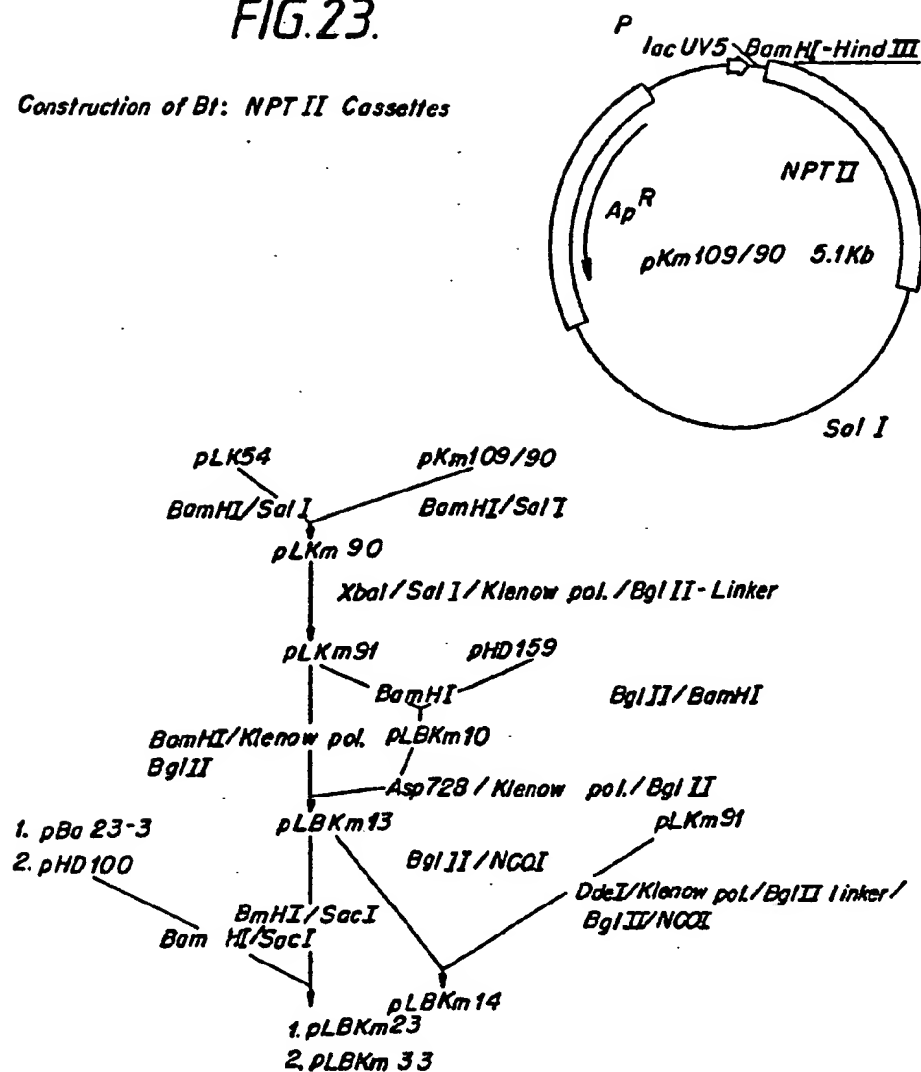 FIG.23.
Construction of Bt: NPT II Cassettes
P
lac UV5 BamHI-Hind III
NPT II
Ap R
pKm109/90 5.1Kb
Sal I
pLK54 pKm109/90
BamHI/Sal I BamHI/Sal I
pLKm 90
XbaI/Sal I/Klenow pol./Bgl II-Linker
pLKm91 pHD159
BamHI BglII/BamHI
BamHI/Klenow pol. pLBKm10
BglII
Asp728/Klenow pol./Bgl II
1. pBa 23-3 pLBKm13 pLKm91
2. pHD100 BglII/NCOI
DdeI/Klenow pol./BglII linker/
BglII/NCOI
BmHI/SacI
Bam HI/SacI
pLBKm14
1. pLBKm23
2. pLBKm 33